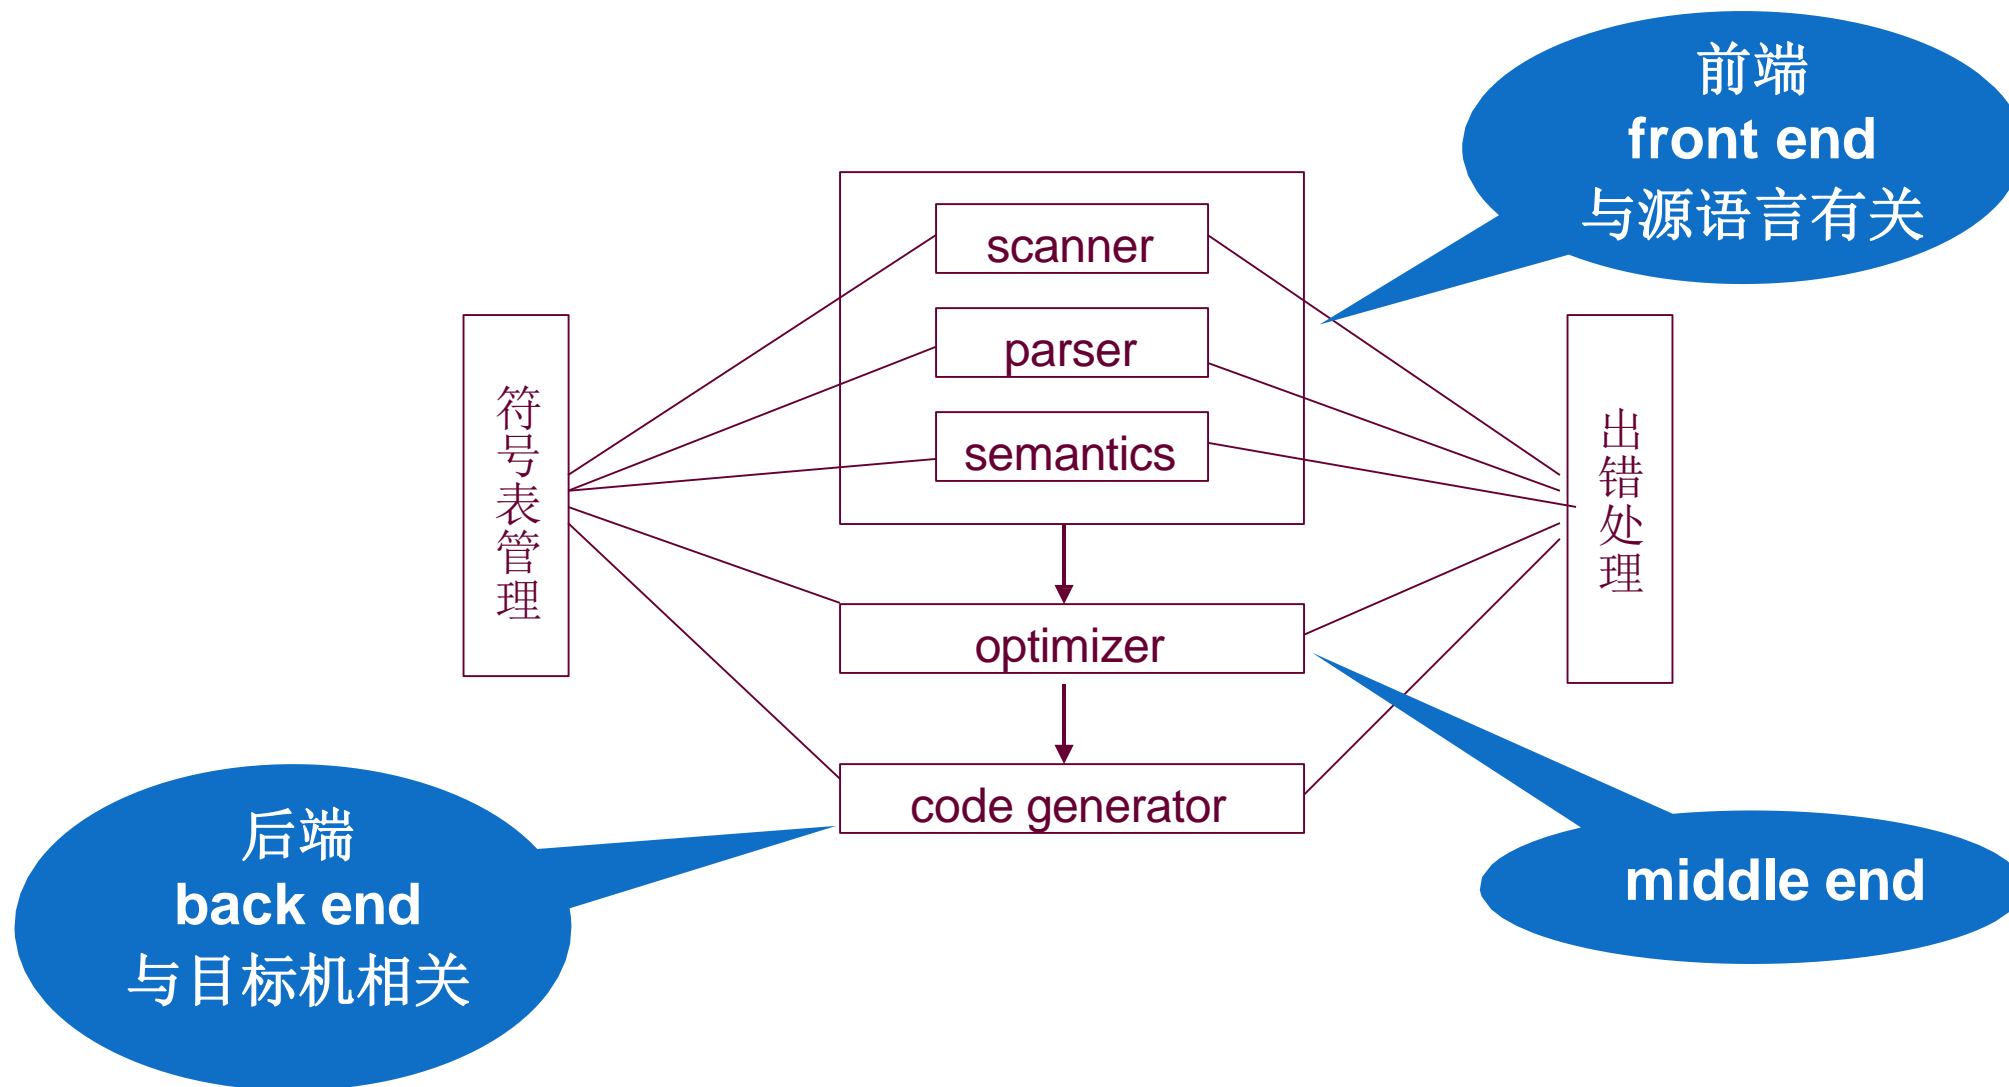 前端
front end
与源语言有关
scanner
parser
semantics
符号表管理
出错处理
optimizer
code generator
后端
back end
与目标机相关
middle end